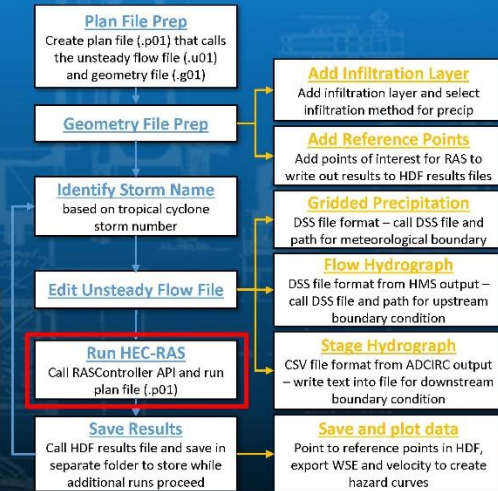 Plan File Prep
Create plan file (.p01) that calls
the unsteady flow file (.u01)
and geometry file (.g01)
Geometry File Prep
Add Infiltration Layer
Add infiltration layer and select
infiltration method for precip
Add Reference Points
Add points of interest for RAS to
write out results to HDF results files
Identify Storm Name
based on tropical cyclone
storm number
Edit Unsteady Flow File
Gridded Precipitation
DSS file format – call DSS file and
path for meteorological boundary
Flow Hydrograph
DSS file format from HMS output –
call DSS file and path for upstream
boundary condition
Stage Hydrograph
CSV file format from ADCIRC output
– write text into file for downstream
boundary condition
Run HEC-RAS
Call RASController API and run
plan file (.p01)
Save Results
Call HDF results file and save in
separate folder to store while
additional runs proceed
Save and plot data
Point to reference points in HDF,
export WSE and velocity to create
hazard curves